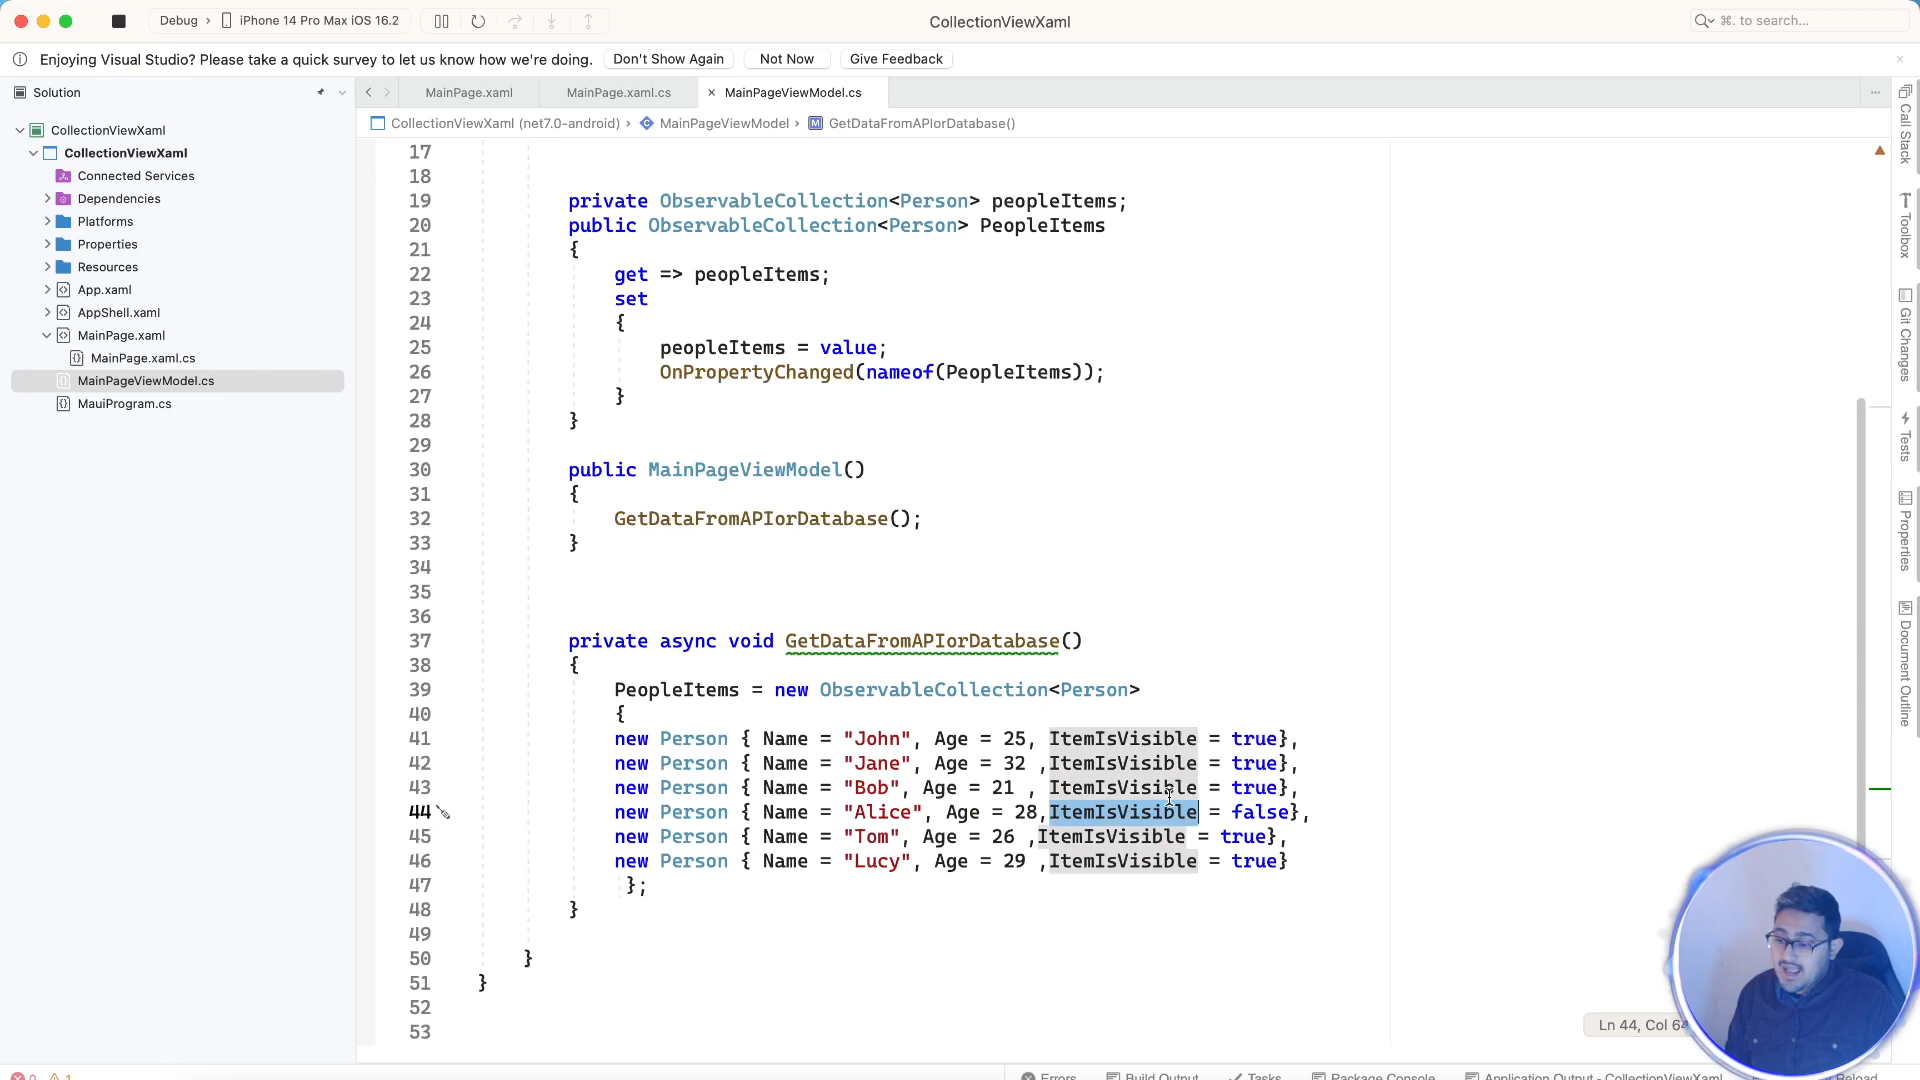 Debug › iPhone 14 Pro Max iOS 16.2
CollectionViewXaml
⌘. to search...
Enjoying Visual Studio? Please take a quick survey to let us know how we're doing.
Don't Show Again
Not Now
Give Feedback
Solution
CollectionViewXaml
CollectionViewXaml
Connected Services
Dependencies
Platforms
Properties
Resources
App.xaml
AppShell.xaml
MainPage.xaml
MainPage.xaml.cs
MainPageViewModel.cs
MauiProgram.cs
MainPage.xaml
MainPage.xaml.cs
MainPageViewModel.cs
CollectionViewXaml (net7.0-android) › MainPageViewModel › GetDataFromAPIorDatabase()
17
18
19 private ObservableCollection<Person> peopleItems;
20 public ObservableCollection<Person> PeopleItems
21 {
22 get => peopleItems;
23 set
24 {
25 peopleItems = value;
26 OnPropertyChanged(nameof(PeopleItems));
27 }
28 }
29
30 public MainPageViewModel()
31 {
32 GetDataFromAPIorDatabase();
33 }
34
35
36
37 private async void GetDataFromAPIorDatabase()
38 {
39 PeopleItems = new ObservableCollection<Person>
40 {
41 new Person { Name = "John", Age = 25, ItemIsVisible = true},
42 new Person { Name = "Jane", Age = 32 ,ItemIsVisible = true},
43 new Person { Name = "Bob", Age = 21 , ItemIsVisible = true},
44 new Person { Name = "Alice", Age = 28,ItemIsVisible = false},
45 new Person { Name = "Tom", Age = 26 ,ItemIsVisible = true},
46 new Person { Name = "Lucy", Age = 29 ,ItemIsVisible = true}
47 };
48 }
49
50 }
51 }
52
53
Ln 44, Col 64
Call Stack
Toolbox
Git Changes
Tests
Properties
Document Outline
0 1
Errors
Build Output
Tasks
Package Console
Application Output - CollectionViewXaml
Reload